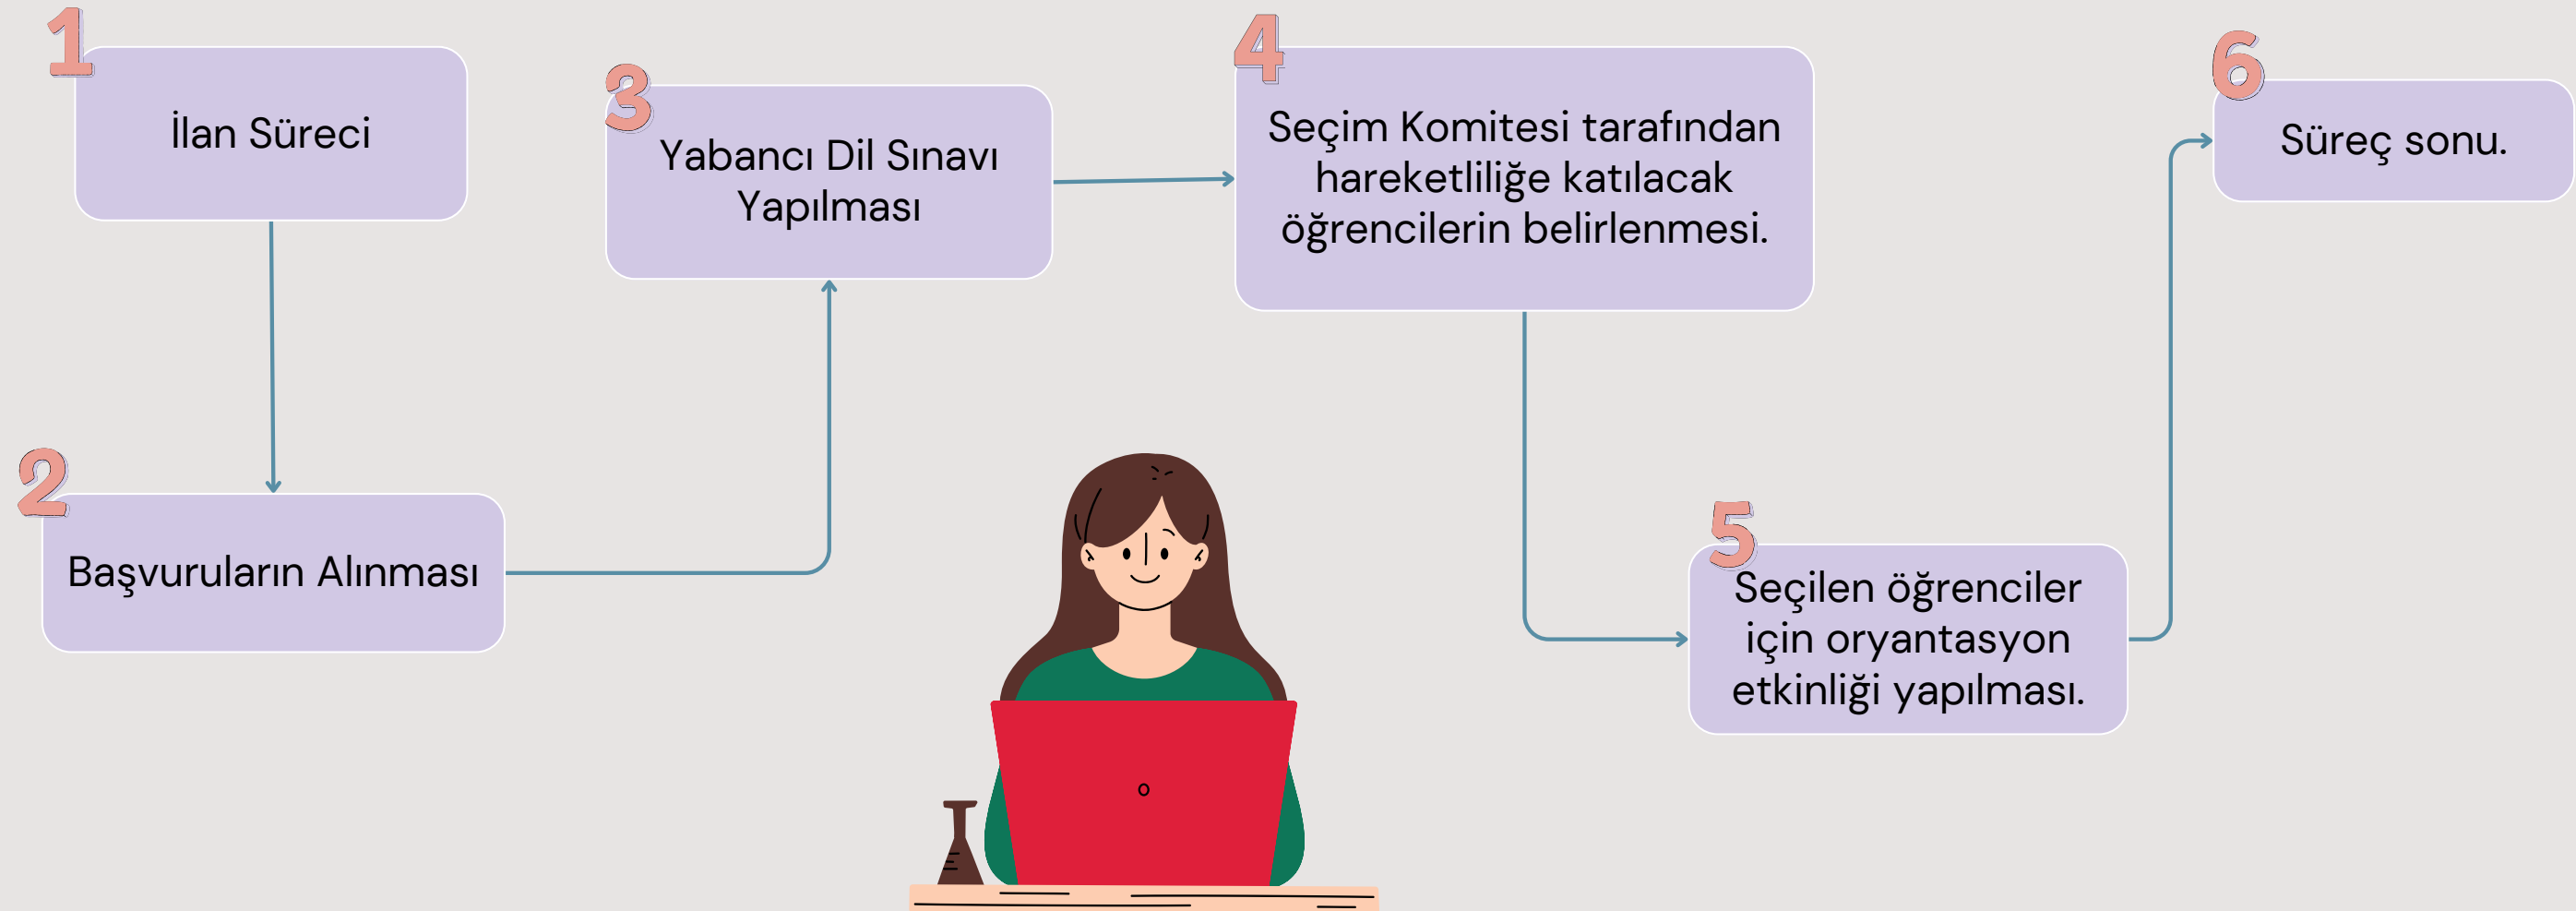 1
İlan Süreci
2
Başvuruların Alınması
3
Yabancı Dil Sınavı
Yapılması
4
Seçim Komitesi tarafından
hareketliliğe katılacak
öğrencilerin belirlenmesi.
5
Seçilen öğrenciler
için oryantasyon
etkinliği yapılması.
6
Süreç sonu.